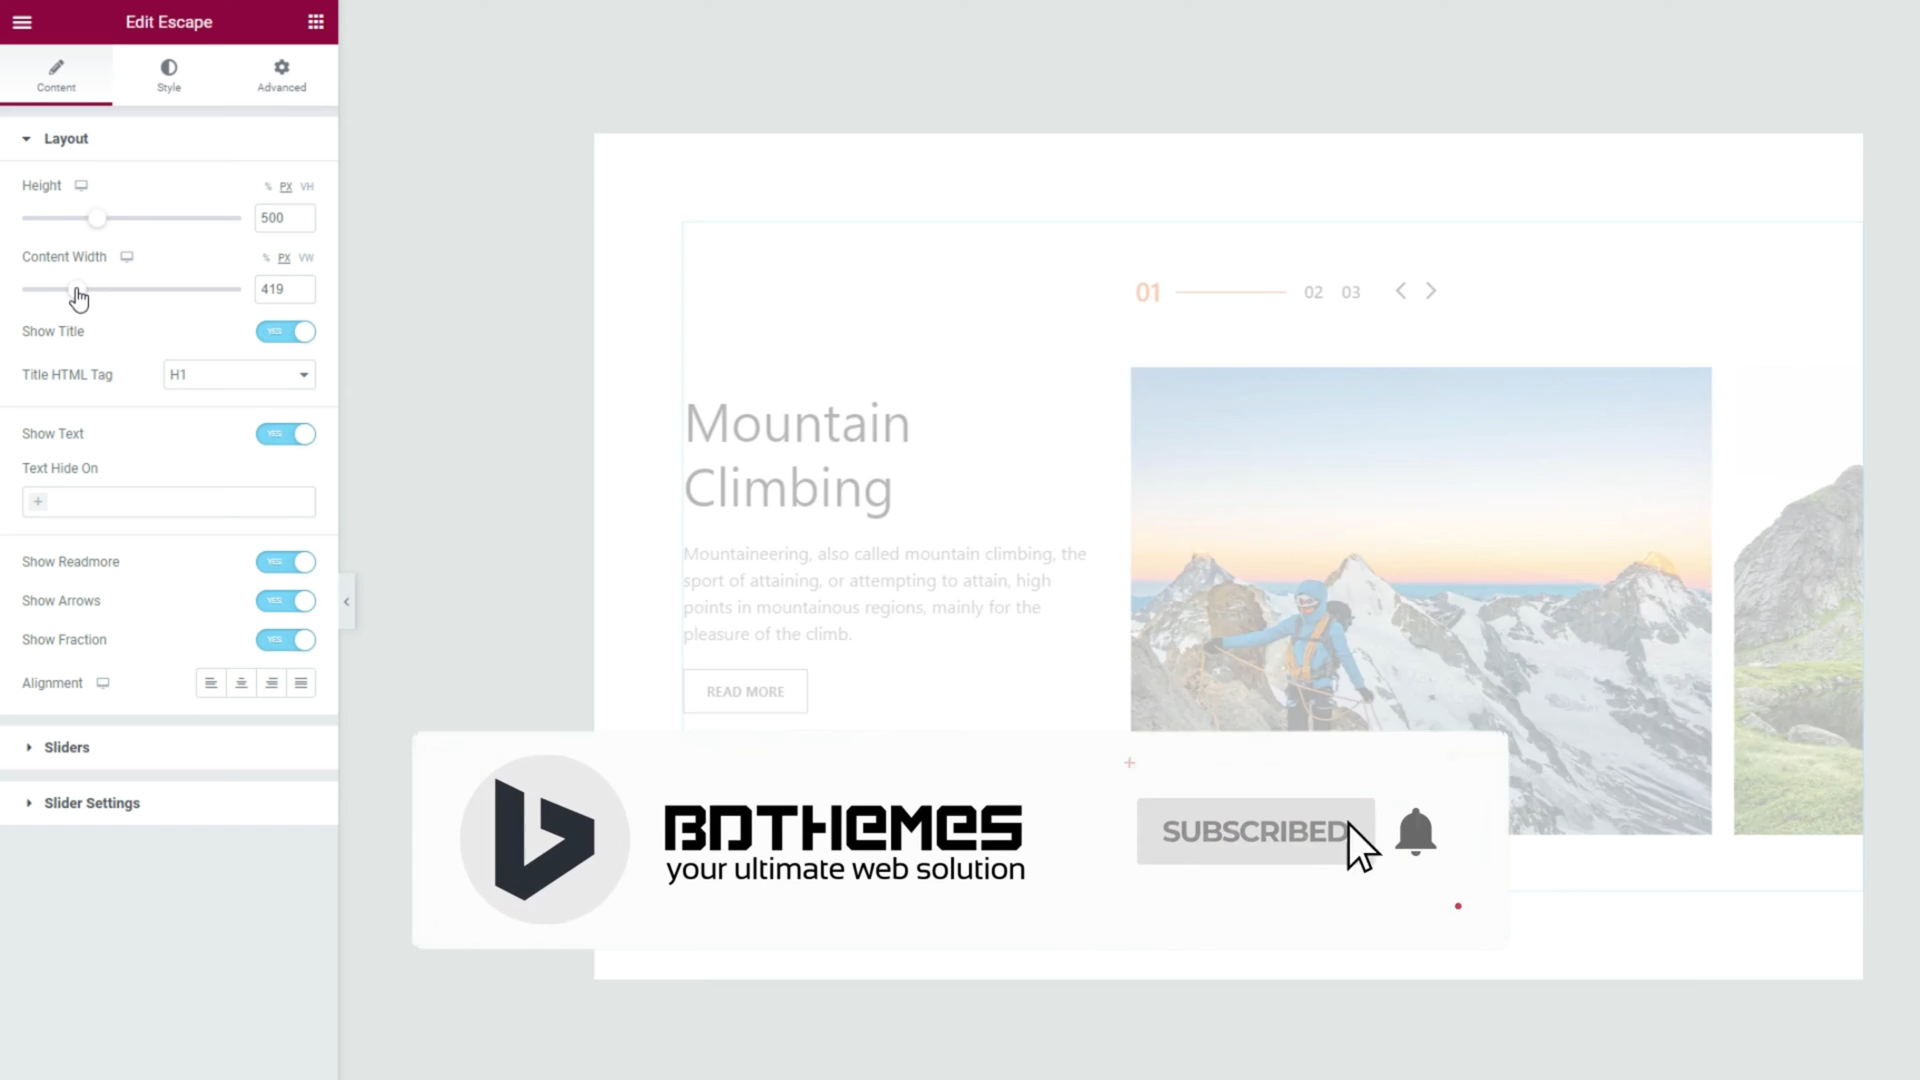 Edit Escape
Content
Style
Advanced
Layout
Height
% PX VH
500
Content Width
% PX VW
419
Show Title
YES
Title HTML Tag
H1
Show Text
YES
Text Hide On
+
Show Readmore
YES
Show Arrows
YES
Show Fraction
YES
Alignment
Sliders
Slider Settings
01 02 03
Mountain
Climbing
Mountaineering, also called mountain climbing, the
sport of attaining, or attempting to attain, high
points in mountainous regions, mainly for the
pleasure of the climb.
READ MORE
BDTHEMES
your ultimate web solution
SUBSCRIBED